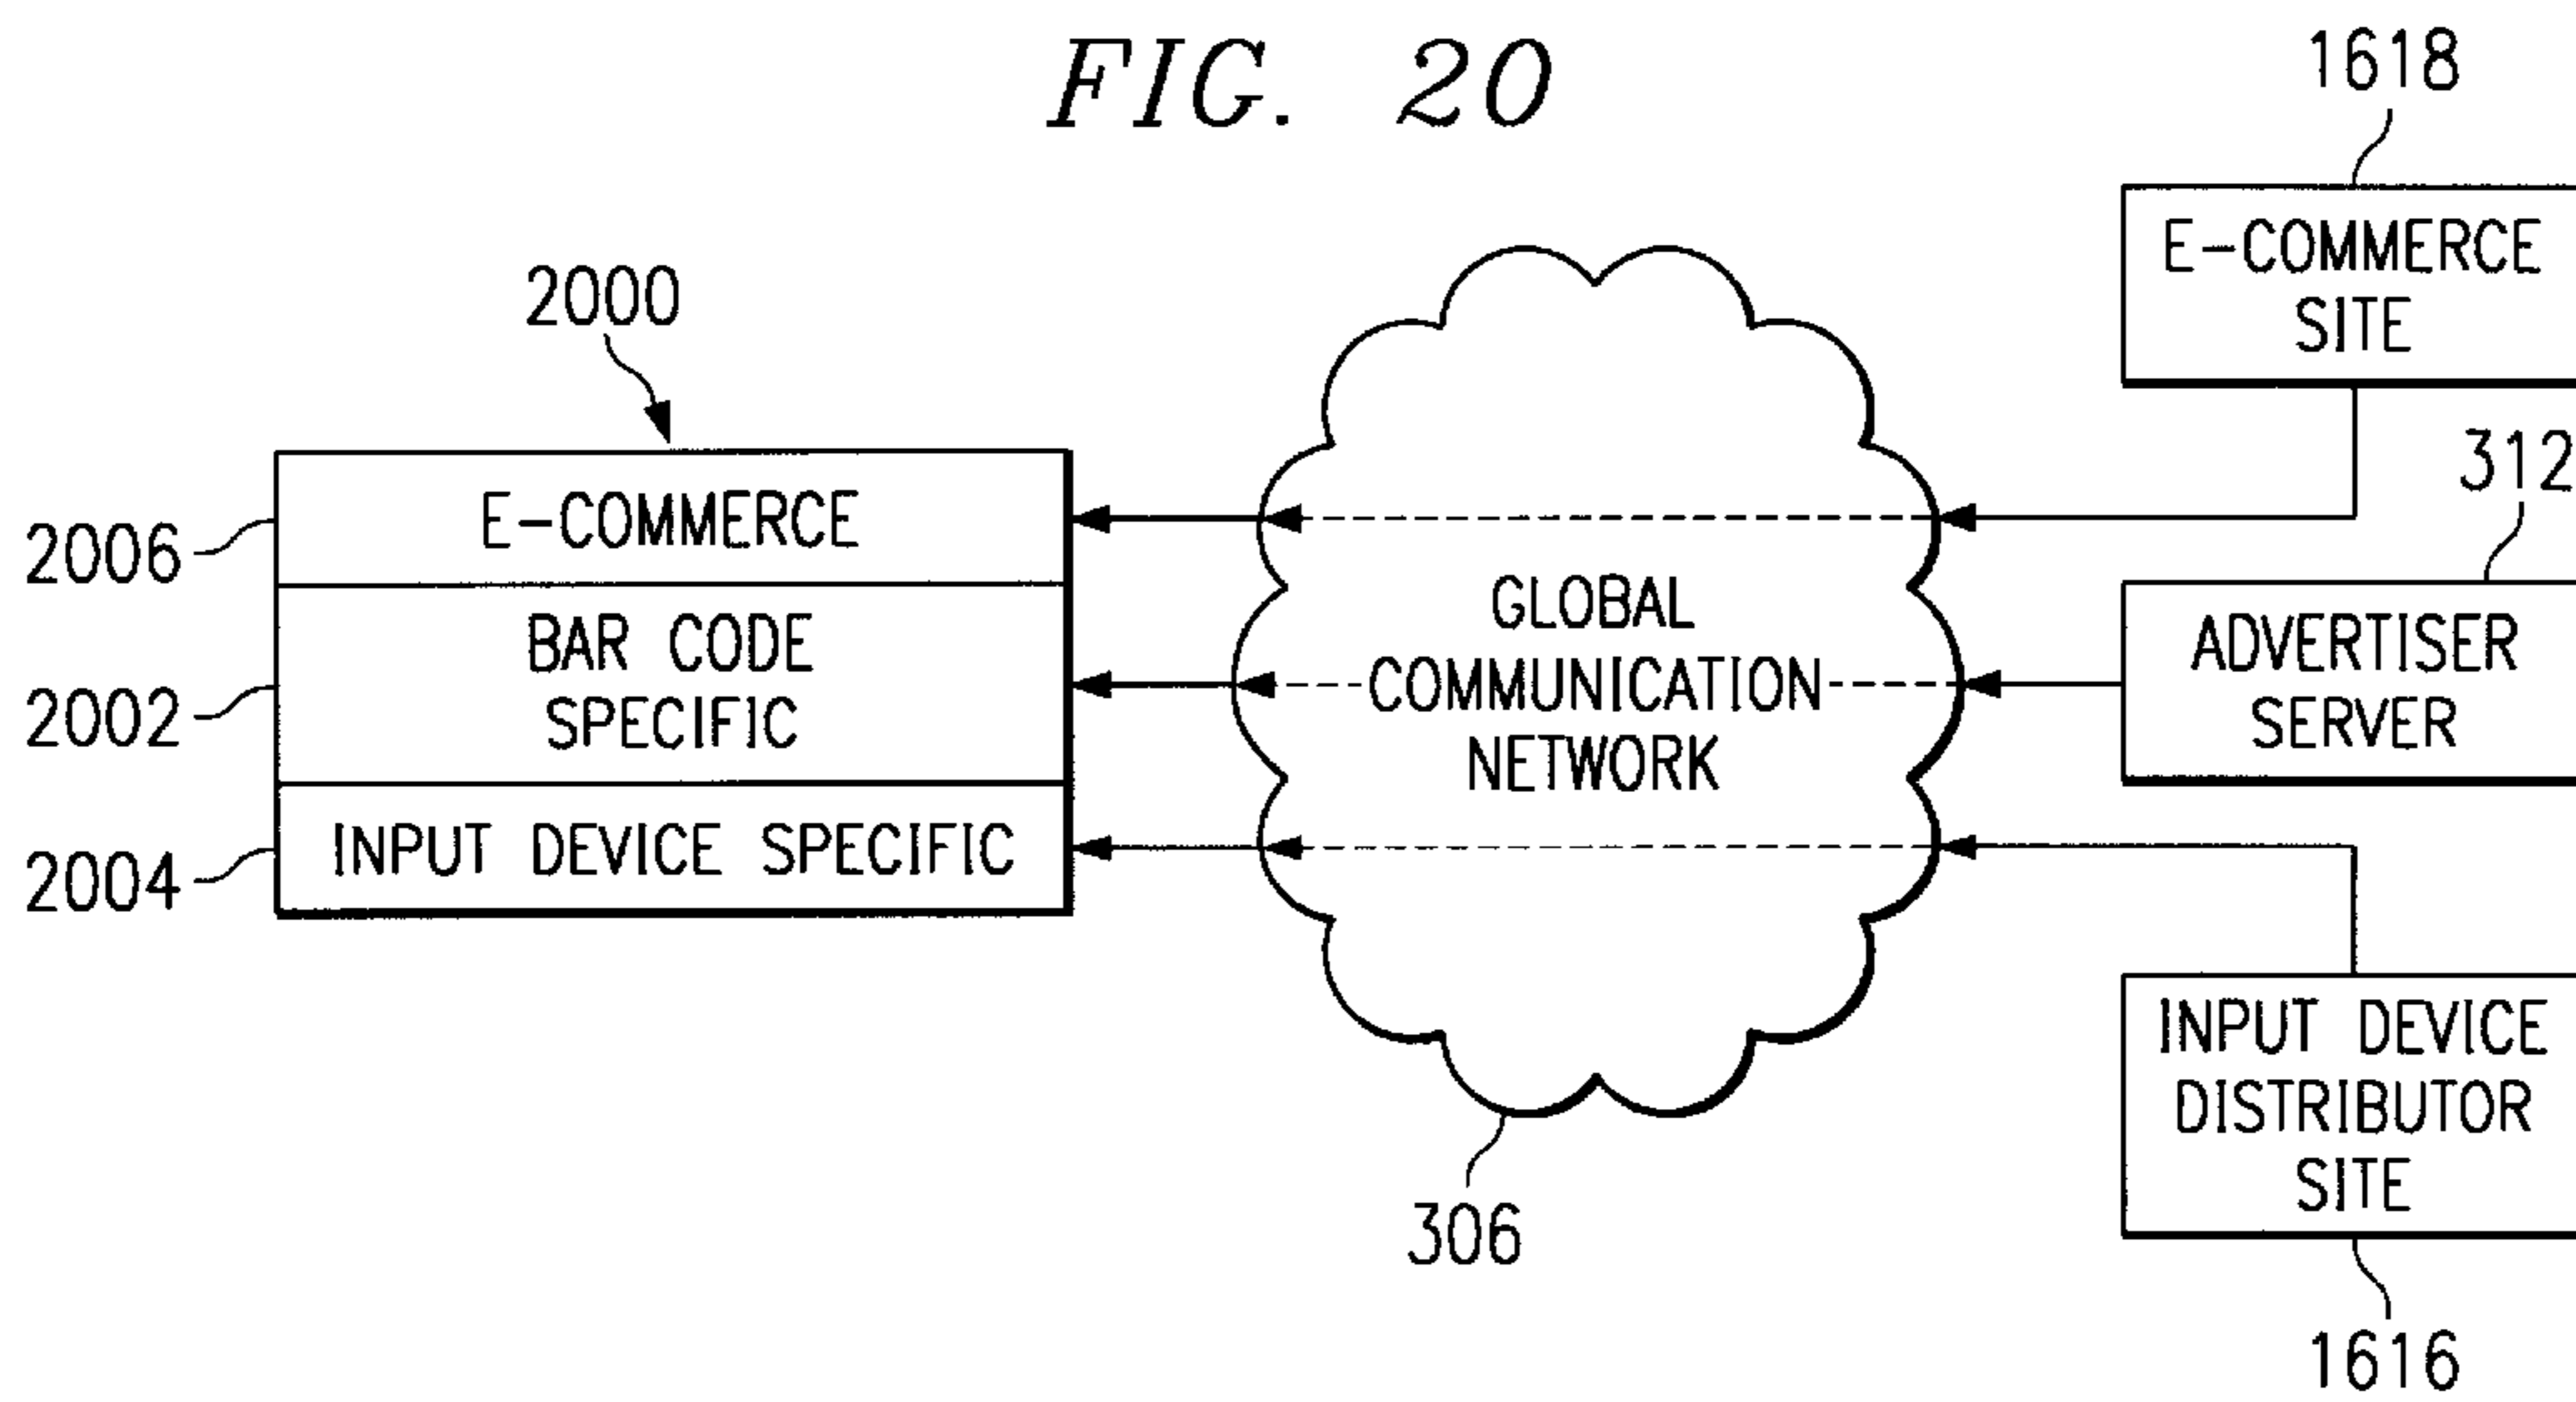 FIG. 20
1618
E-COMMERCE
SITE
2000
312
2006
E-COMMERCE
2002
BAR CODE
SPECIFIC
2004
INPUT DEVICE SPECIFIC
GLOBAL
COMMUNICATION
NETWORK
306
ADVERTISER
SERVER
INPUT DEVICE
DISTRIBUTOR
SITE
1616